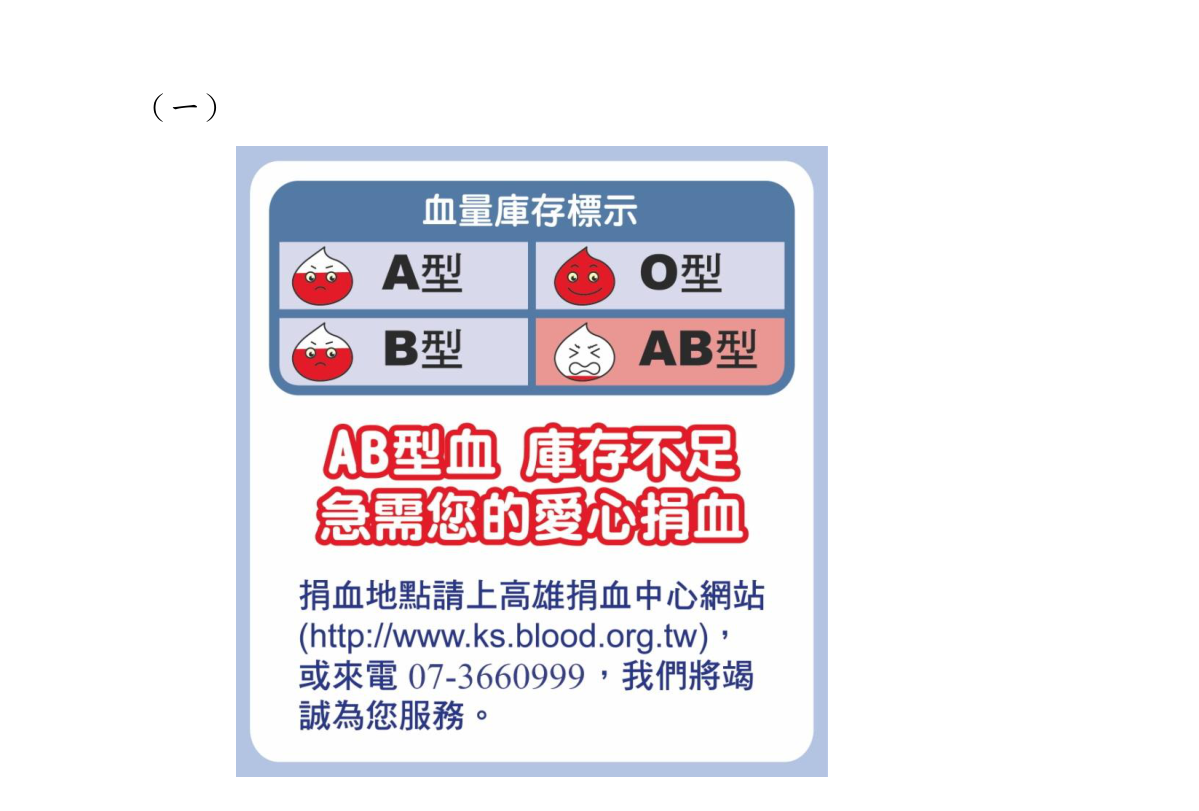 （一）
血量庫存標示
A型
O型
B型
AB型
AB型血 庫存不足
急需您的愛心捐血
捐血地點請上高雄捐血中心網站
(http://www.ks.blood.org.tw)，
或來電 07-3660999，我們將竭
誠為您服務。